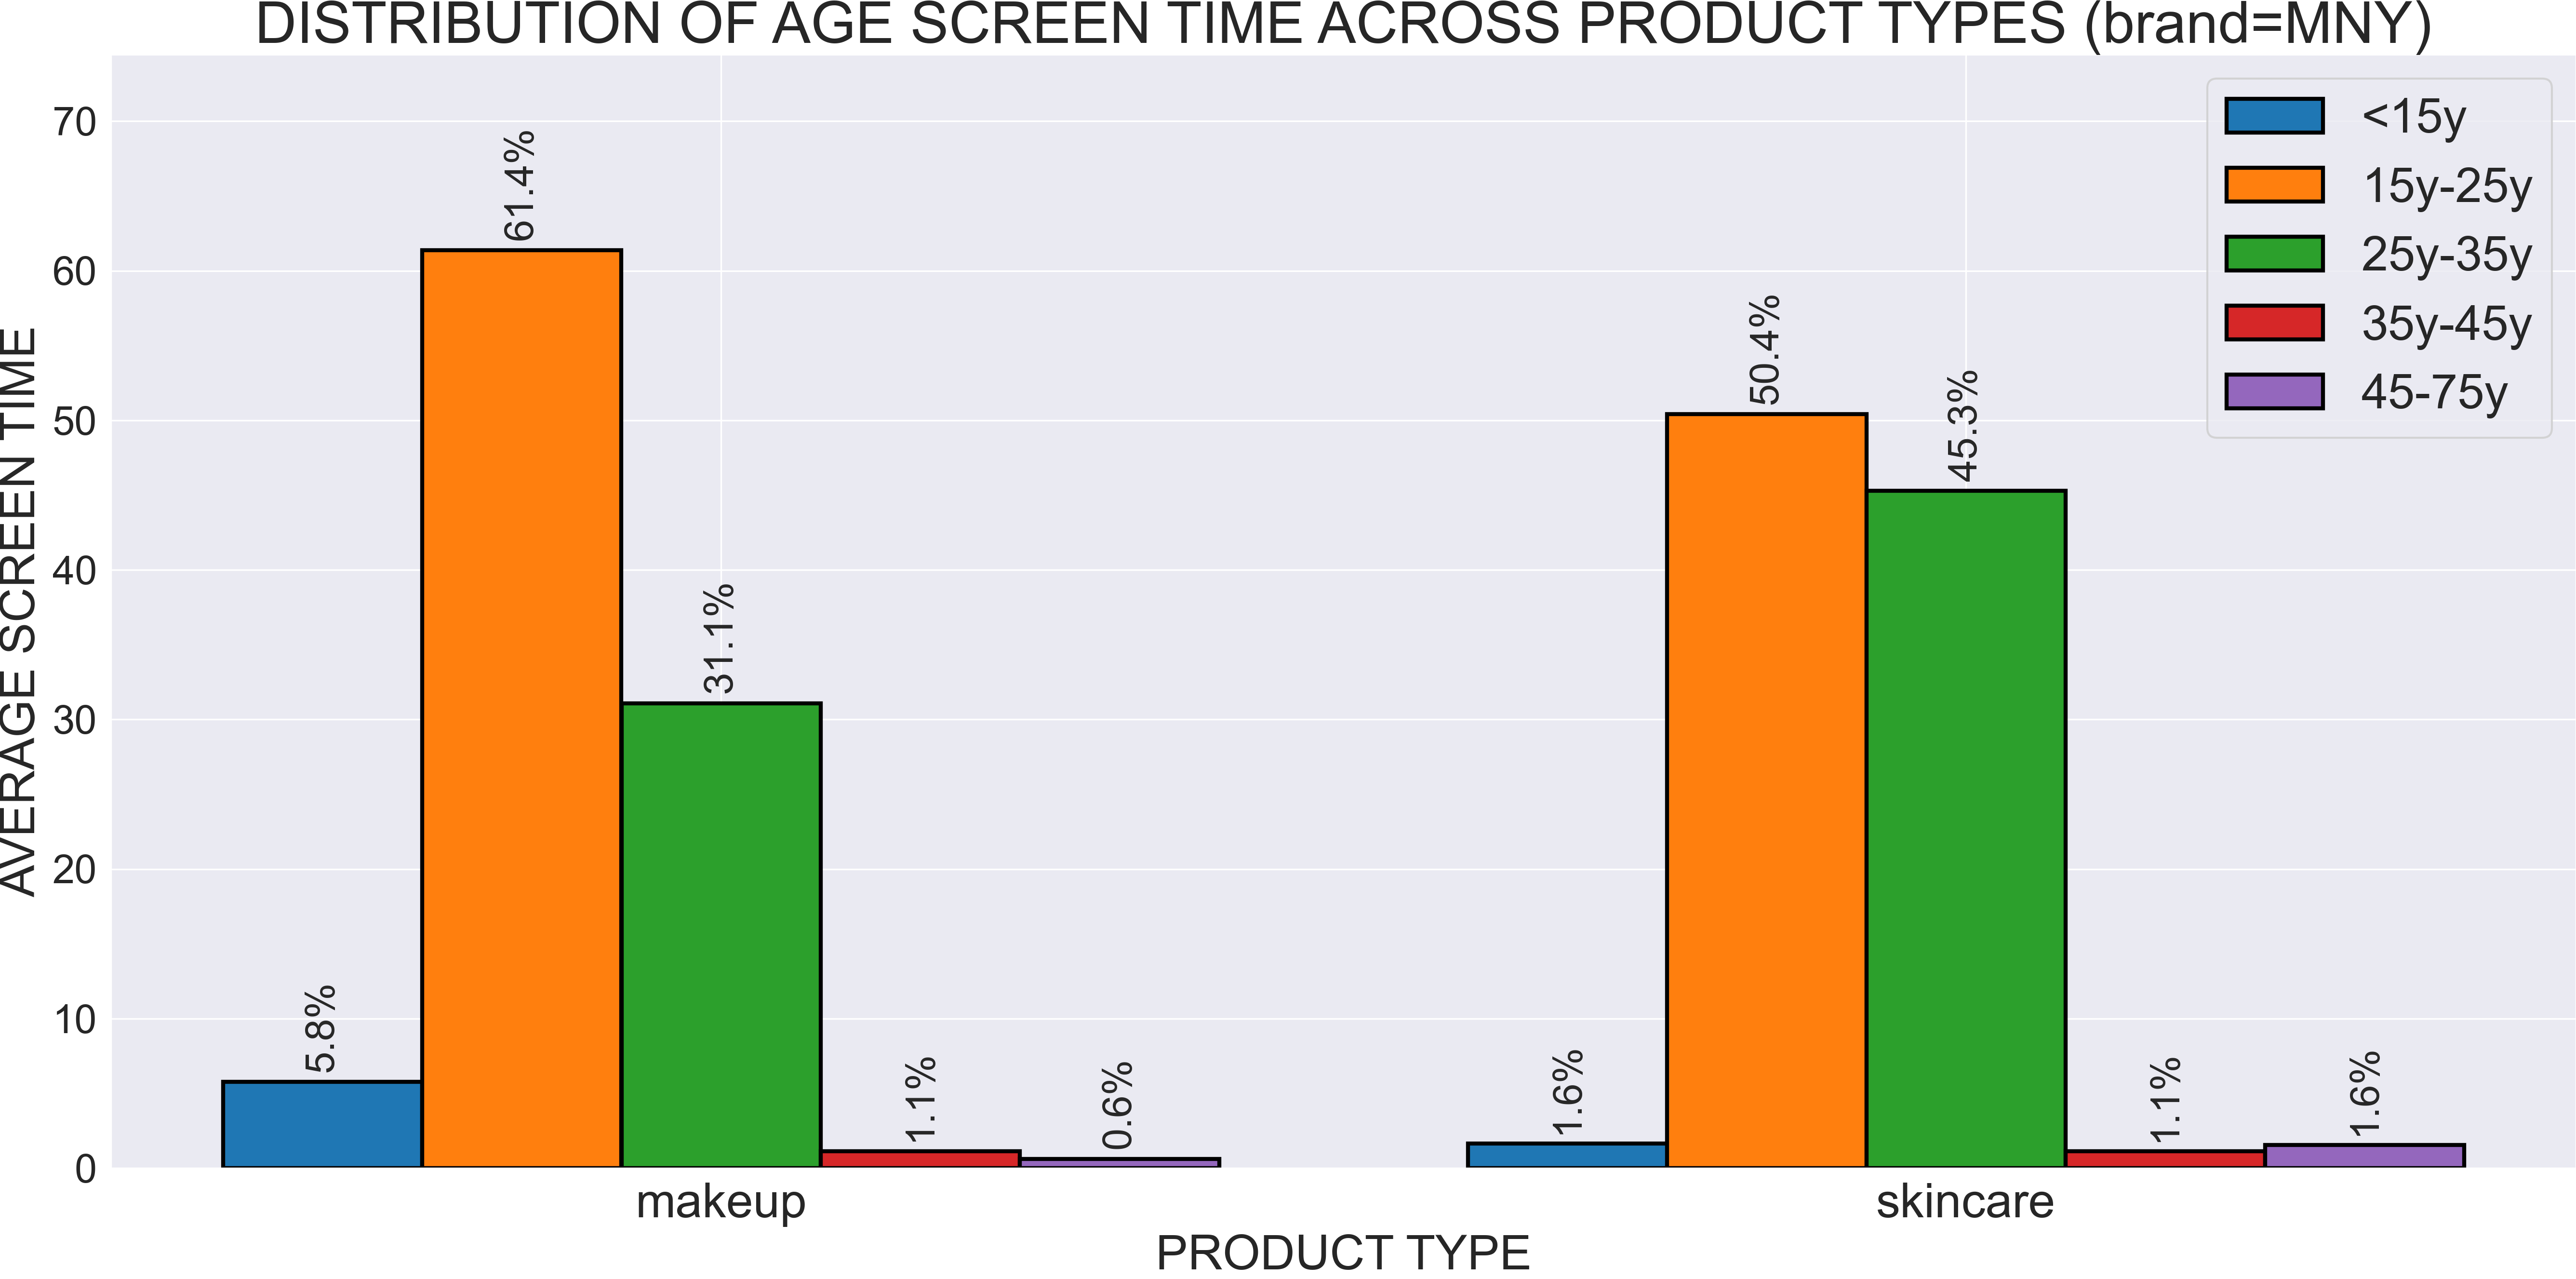 DISTRIBUTION OF AGE SCREEN TIME ACROSS PRODUCT TYPES (brand=MNY)
AVERAGE SCREEN TIME
70
60
50
40
30
20
10
0
5.8%
61.4%
31.1%
1.1%
0.6%
1.6%
50.4%
45.3%
1.1%
1.6%
<15y
15y-25y
25y-35y
35y-45y
45-75y
makeup
skincare
PRODUCT TYPE